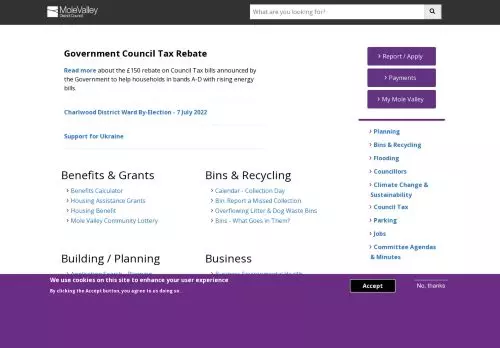 MoleValley
District Council
What are you looking for?
Government Council Tax Rebate
Read more about the £150 rebate on Council Tax bills announced by
the Government to help households in bands A-D with rising energy
bills.
Charlwood District Ward By-Election - 7 July 2022
Support for Ukraine
Report / Apply
Payments
My Mole Valley
Planning
Bins & Recycling
Flooding
Councillors
Climate Change &
Sustainability
Council Tax
Parking
Jobs
Committee Agendas
& Minutes
Benefits & Grants
Benefits Calculator
Housing Assistance Grants
Housing Benefit
Mole Valley Community Lottery
Bins & Recycling
Calendar - Collection Day
Bin: Report a Missed Collection
Overflowing Litter & Dog Waste Bins
Bins - What Goes in Them?
Building / Planning
Business
We use cookies on this site to enhance your user experience
By clicking the Accept button, you agree to us doing so.
Accept
No, thanks